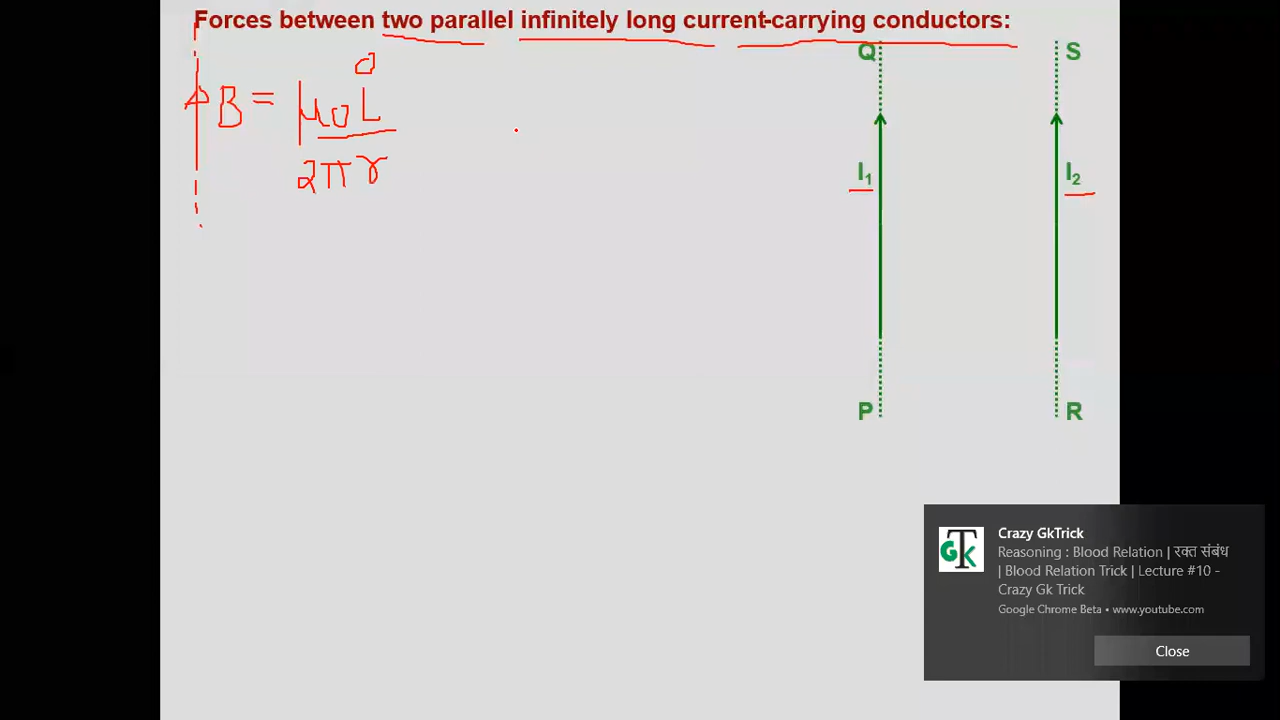 Forces between two parallel infinitely long current-carrying conductors:
B = μ0 i
2πr
Q
S
I1
I2
P
R
Crazy GkTrick
Reasoning : Blood Relation | रक्त संबंध
| Blood Relation Trick | Lecture #10 -
Crazy Gk Trick
Google Chrome Beta • www.youtube.com
Close